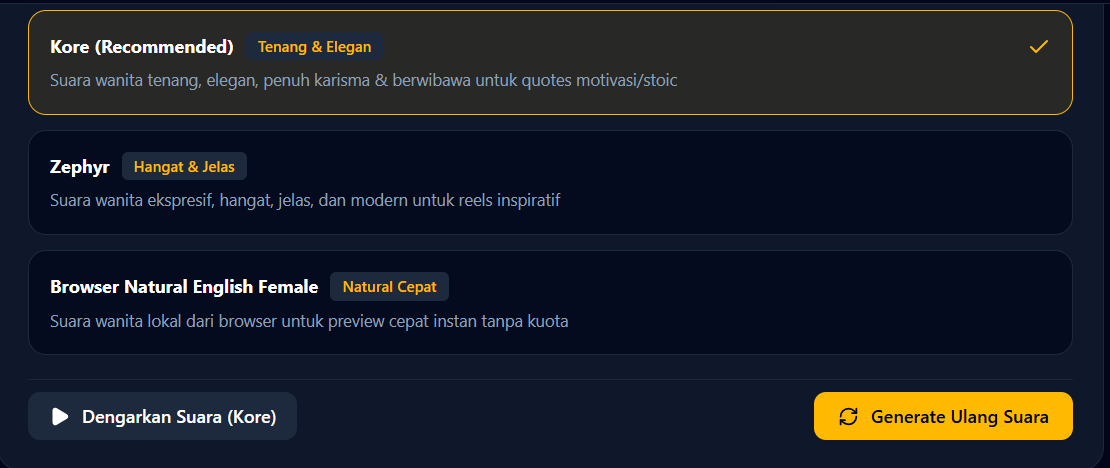 Kore (Recommended) Tenang & Elegan
Suara wanita tenang, elegan, penuh karisma & berwibawa untuk quotes motivasi/stoic
Zephyr Hangat & Jelas
Suara wanita ekspresif, hangat, jelas, dan modern untuk reels inspiratif
Browser Natural English Female Natural Cepat
Suara wanita lokal dari browser untuk preview cepat instan tanpa kuota
Dengarkan Suara (Kore) Generate Ulang Suara